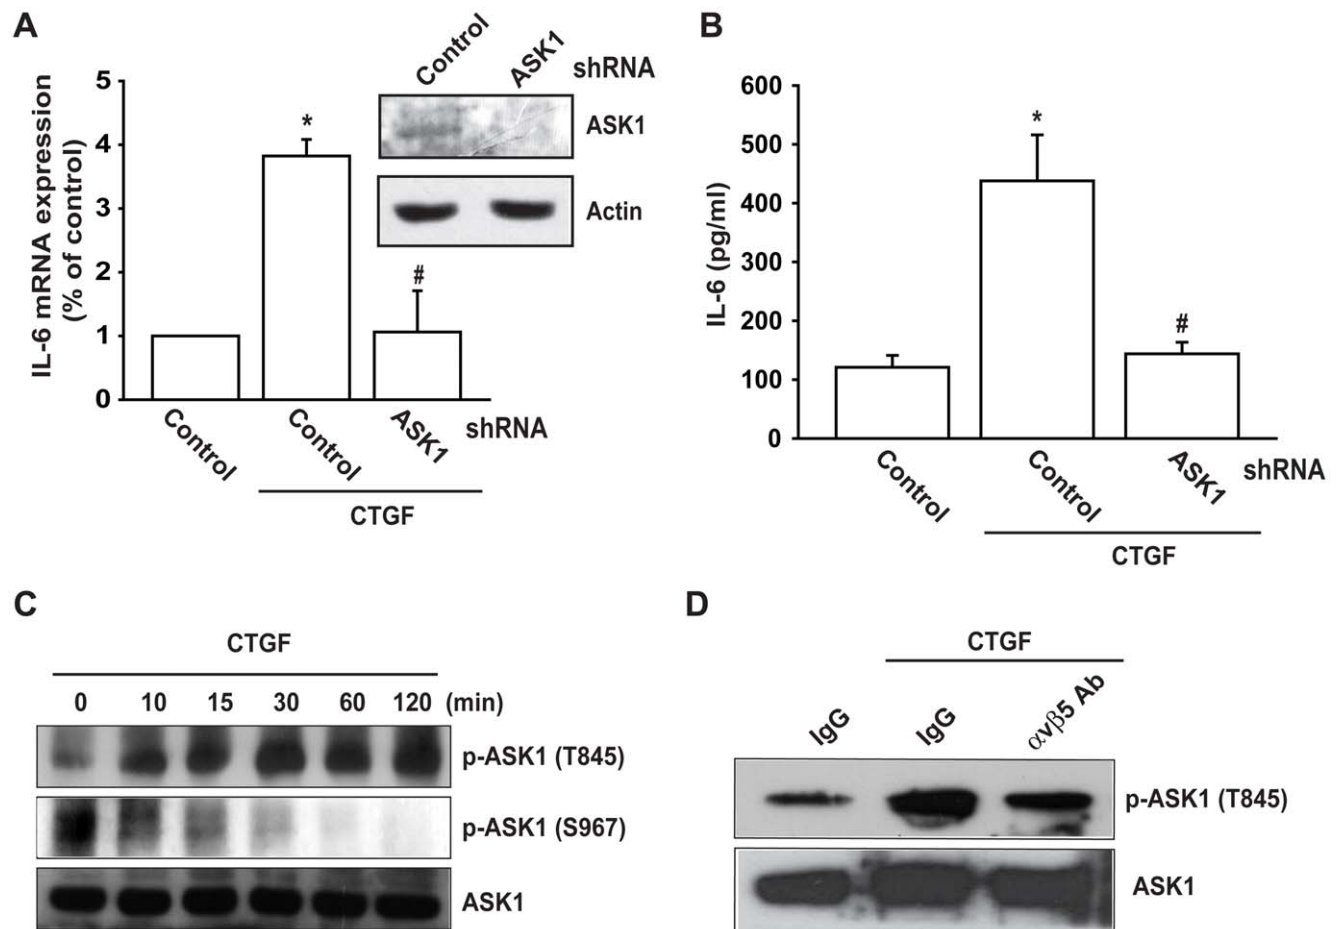 A
IL-6 mRNA expression
(% of control)
5
4
3
2
1
0
*
#
Control
ASK1
shRNA
ASK1
Actin
Control
Control
ASK1
shRNA
CTGF
B
IL-6 (pg/ml)
600
500
400
300
200
100
0
*
#
Control
Control
ASK1
shRNA
CTGF
C
CTGF
0 10 15 30 60 120 (min)
p-ASK1 (T845)
p-ASK1 (S967)
ASK1
D
CTGF
IgG IgG αvβ5 Ab
p-ASK1 (T845)
ASK1